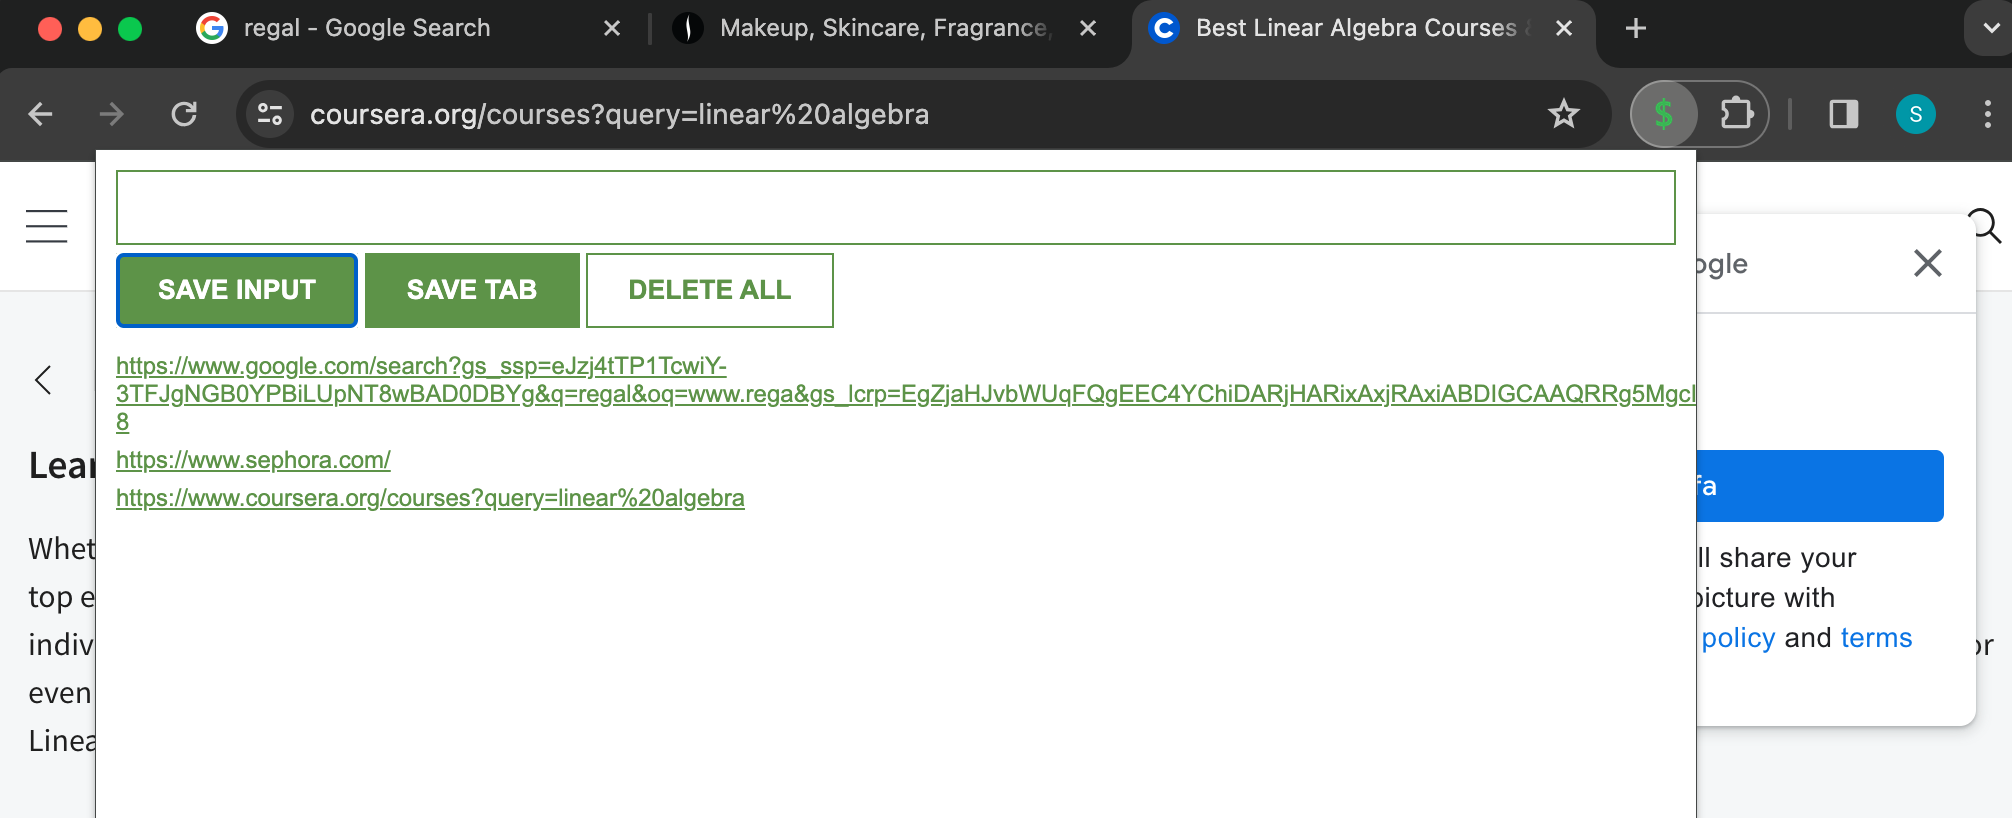 regal - Google Search
Makeup, Skincare, Fragrance,
Best Linear Algebra Courses
coursera.org/courses?query=linear%20algebra
$
S
SAVE INPUT SAVE TAB DELETE ALL
https://www.google.com/search?gs_ssp=eJzj4tTP1TcwiY-
3TFJgNGB0YPBiLUpNT8wBAD0DBYg&q=regal&oq=www.rega&gs_lcrp=EgZjaHJvbWUqFQgEEC4YChiDARjHARixAxjRAxiABDIGCAAQRRg5Mgcl
8
https://www.sephora.com/
https://www.coursera.org/courses?query=linear%20algebra
ogle
Lear
fa
Whet
ll share your
top e
picture with
indiv
policy and terms
or
even
Linea